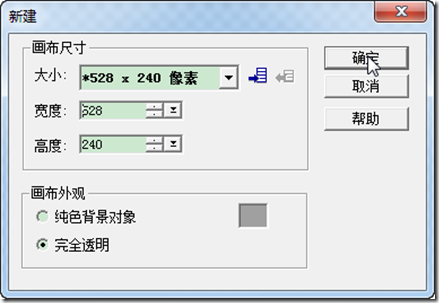 新建
画布尺寸
大小: *528 x 240 像素
宽度: 528
高度: 240
确定
取消
帮助
画布外观
纯色背景对象
完全透明